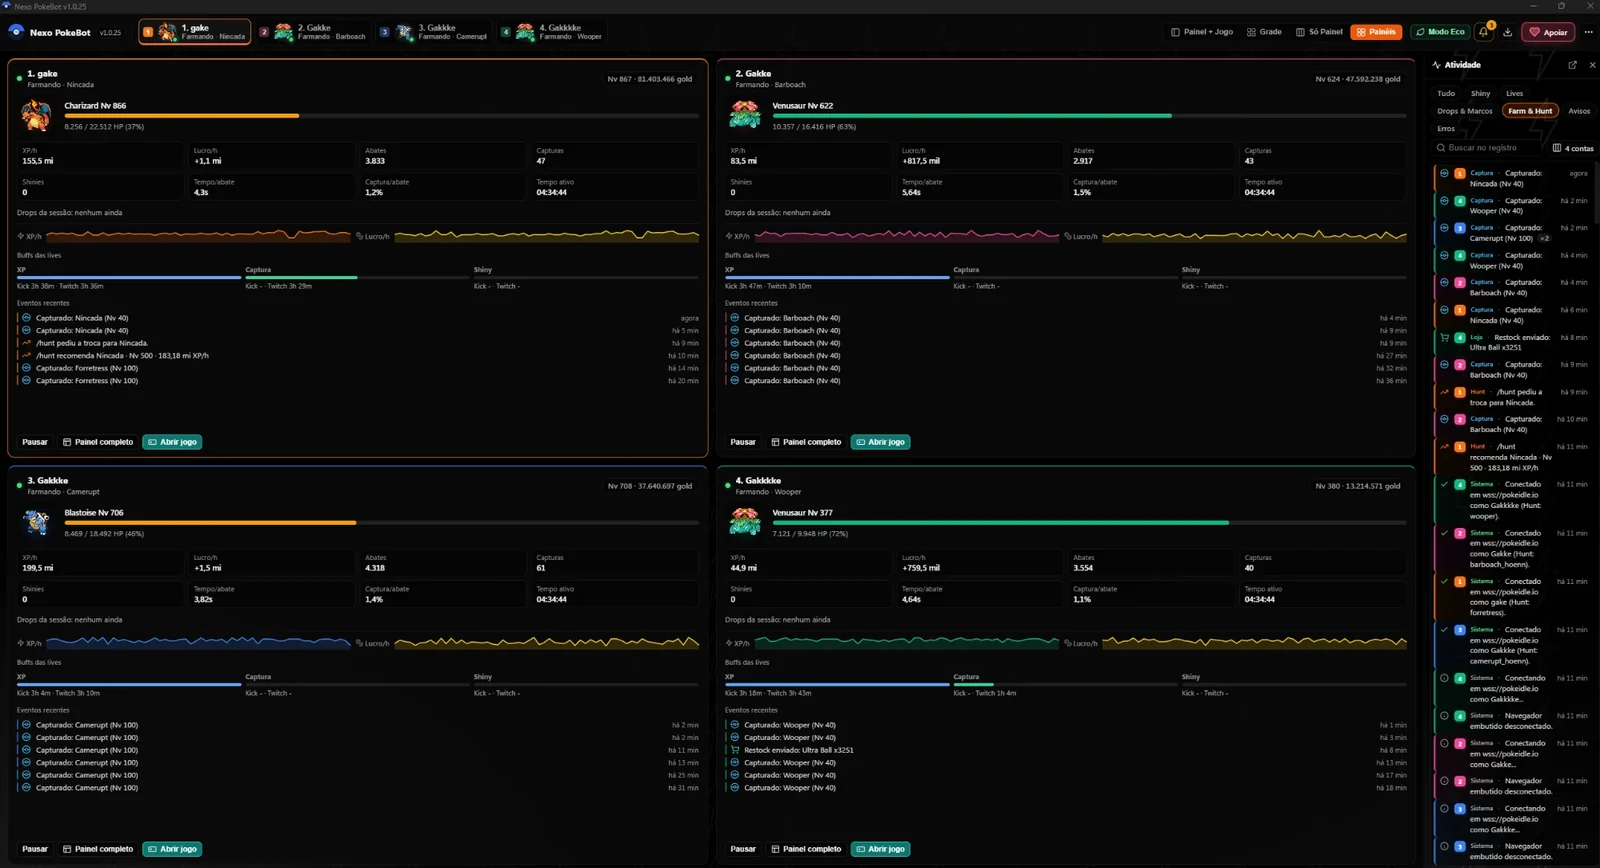 Nexo PokeBot v1.0.25
Nexo PokeBot v1.0.25
1 1. gake
Farmando · Nincada
2 2. Gakke
Farmando · Barboach
3 3. Gakkke
Farmando · Camerupt
4 4. Gakkkke
Farmando · Wooper
Painel + Jogo
Grade
Só Painel
Painéis
Modo Eco
3
Apoiar
1. gake
Farmando · Nincada
Nv 867 · 81.403.466 gold
Charizard Nv 866
8.256 / 22.512 HP (37%)
XP/h
155,5 mi
Lucro/h
+1,1 mi
Abates
3.833
Capturas
47
Shinies
0
Tempo/abate
4,3s
Captura/abate
1,2%
Tempo ativo
04:34:44
Drops da sessão: nenhum ainda
XP/h
Lucro/h
Buffs das lives
XP
Kick 3h 38m · Twitch 3h 36m
Captura
Kick - · Twitch 3h 29m
Shiny
Kick - · Twitch -
Eventos recentes
Capturado: Nincada (Nv 40) agora
Capturado: Nincada (Nv 40) há 5 min
/hunt pediu a troca para Nincada. há 9 min
/hunt recomenda Nincada · Nv 500 · 183,18 mi XP/h há 10 min
Capturado: Forretress (Nv 100) há 14 min
Capturado: Forretress (Nv 100) há 20 min
Pausar
Painel completo
Abrir jogo
2. Gakke
Farmando · Barboach
Nv 624 · 47.592.238 gold
Venusaur Nv 622
10.357 / 16.416 HP (63%)
XP/h
83,5 mi
Lucro/h
+817,5 mil
Abates
2.917
Capturas
43
Shinies
0
Tempo/abate
5,64s
Captura/abate
1,5%
Tempo ativo
04:34:44
Drops da sessão: nenhum ainda
XP/h
Lucro/h
Buffs das lives
XP
Kick 3h 47m · Twitch 3h 10m
Captura
Kick - · Twitch -
Shiny
Kick - · Twitch -
Eventos recentes
Capturado: Barboach (Nv 40) há 4 min
Capturado: Barboach (Nv 40) há 9 min
Capturado: Barboach (Nv 40) há 9 min
Capturado: Barboach (Nv 40) há 27 min
Capturado: Barboach (Nv 40) há 32 min
Capturado: Barboach (Nv 40) há 36 min
Pausar
Painel completo
Abrir jogo
3. Gakkke
Farmando · Camerupt
Nv 708 · 37.640.697 gold
Blastoise Nv 706
8.469 / 18.492 HP (46%)
XP/h
199,5 mi
Lucro/h
+1,5 mi
Abates
4.318
Capturas
61
Shinies
0
Tempo/abate
3,82s
Captura/abate
1,4%
Tempo ativo
04:34:44
Drops da sessão: nenhum ainda
XP/h
Lucro/h
Buffs das lives
XP
Kick 3h 4m · Twitch 3h 10m
Captura
Kick - · Twitch -
Shiny
Kick - · Twitch -
Eventos recentes
Capturado: Camerupt (Nv 100) há 2 min
Capturado: Camerupt (Nv 100) há 2 min
Capturado: Camerupt (Nv 100) há 11 min
Capturado: Camerupt (Nv 100) há 13 min
Capturado: Camerupt (Nv 100) há 25 min
Capturado: Camerupt (Nv 100) há 31 min
Pausar
Painel completo
Abrir jogo
4. Gakkkke
Farmando · Wooper
Nv 380 · 13.214.571 gold
Venusaur Nv 377
7.121 / 9.948 HP (72%)
XP/h
44,9 mi
Lucro/h
+759,5 mil
Abates
3.554
Capturas
40
Shinies
0
Tempo/abate
4,64s
Captura/abate
1,1%
Tempo ativo
04:34:44
Drops da sessão: nenhum ainda
XP/h
Lucro/h
Buffs das lives
XP
Kick 3h 18m · Twitch 3h 43m
Captura
Kick - · Twitch 1h 4m
Shiny
Kick - · Twitch -
Eventos recentes
Capturado: Wooper (Nv 40) há 1 min
Capturado: Wooper (Nv 40) há 3 min
Restock enviado: Ultra Ball x3251 há 8 min
Capturado: Wooper (Nv 40) há 13 min
Capturado: Wooper (Nv 40) há 17 min
Capturado: Wooper (Nv 40) há 18 min
Pausar
Painel completo
Abrir jogo
Atividade
Tudo Shiny Lives
Drops & Marcos Farm & Hunt Avisos
Erros
Buscar no registro
4 contas
1 Captura · Capturado: agora
Nincada (Nv 40)
4 Captura · Capturado: há 2 min
Wooper (Nv 40)
3 Captura · Capturado: há 2 min
Camerupt (Nv 100) ×2
4 Captura · Capturado: há 4 min
Wooper (Nv 40)
2 Captura · Capturado: há 4 min
Barboach (Nv 40)
1 Captura · Capturado: há 6 min
Nincada (Nv 40)
4 Loja · Restock enviado: há 8 min
Ultra Ball x3251
2 Captura · Capturado: há 9 min
Barboach (Nv 40)
1 Hunt · /hunt pediu a há 9 min
troca para Nincada.
2 Captura · Capturado: há 10 min
Barboach (Nv 40)
1 Hunt · /hunt há 11 min
recomenda Nincada · Nv
500 · 183,18 mi XP/h
4 Sistema · Conectado há 11 min
em wss://pokeidle.io
como Gakkkke (Hunt:
wooper).
2 Sistema · Conectado há 11 min
em wss://pokeidle.io
como Gakke (Hunt:
barboach_hoenn).
1 Sistema · Conectado há 11 min
em wss://pokeidle.io
como gake (Hunt:
forretress).
3 Sistema · Conectado há 11 min
em wss://pokeidle.io
como Gakkke (Hunt:
camerupt_hoenn).
4 Sistema · Conectando há 11 min
em wss://pokeidle.io
como Gakkkke...
4 Sistema · Navegador há 11 min
embutido desconectado.
2 Sistema · Conectando há 11 min
em wss://pokeidle.io
como Gakke...
2 Sistema · Navegador há 11 min
embutido desconectado.
3 Sistema · Conectando há 11 min
em wss://pokeidle.io
como Gakkke...
3 Sistema · Navegador há 11 min
embutido desconectado.